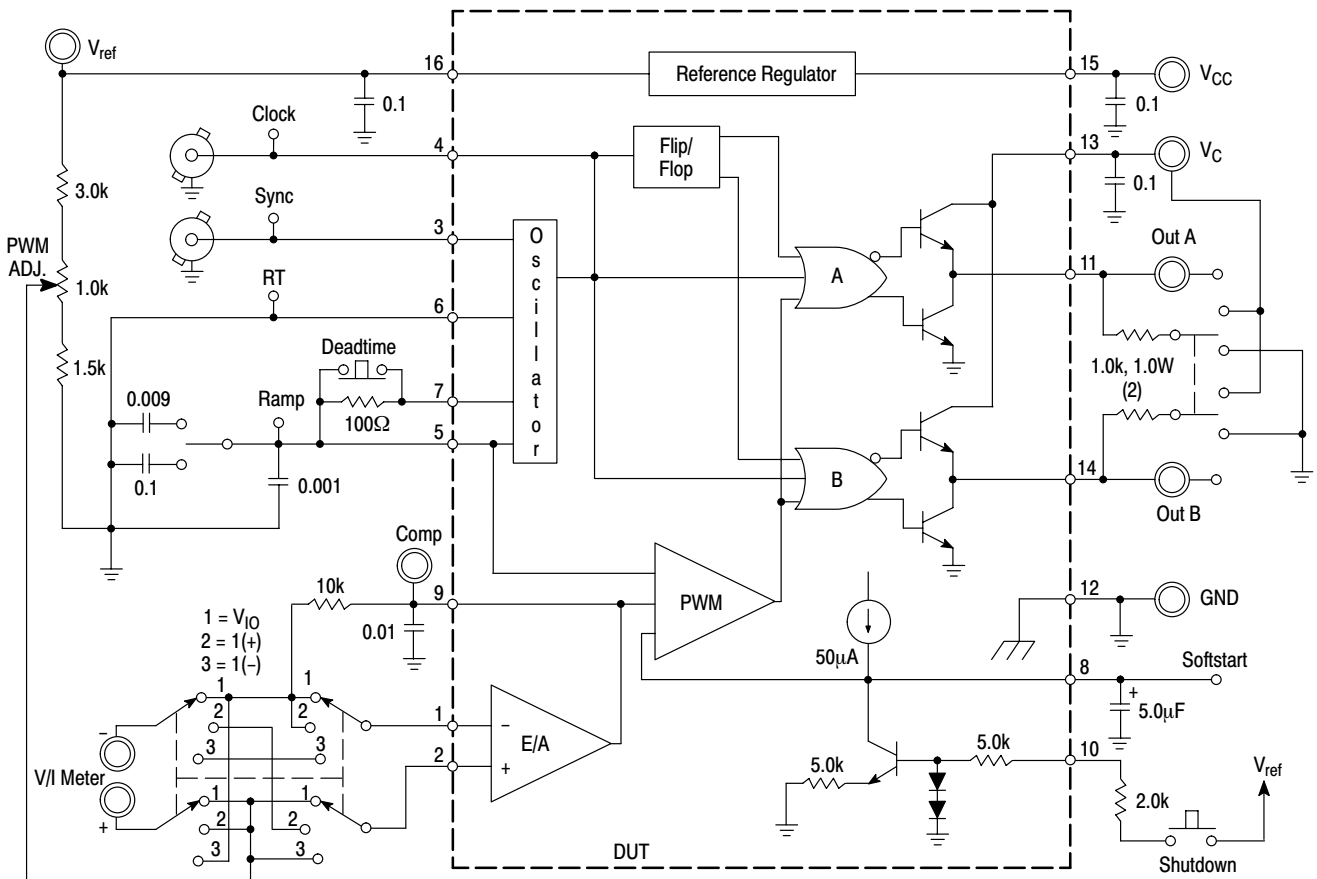 Vref
16
Reference Regulator
15
VCC
0.1
0.1
Clock
4
Flip/
Flop
13
VC
0.1
3.0k
Sync
3
PWM
ADJ.
1.0k
RT
6
Oscillator
A
11
Out A
1.5k
Deadtime
7
100Ω
1.0k, 1.0W
(2)
0.009
Ramp
5
0.1
0.001
B
14
Out B
Comp
10k
9
0.01
PWM
12
GND
1 = VIO
2 = 1(+)
3 = 1(–)
50µA
8
Softstart
+
5.0µF
1
1
2
2
3
3
–
V/I Meter
+
1
–
2
+
E/A
5.0k
5.0k
10
2.0k
Vref
1
1
2
2
3
3
DUT
Shutdown